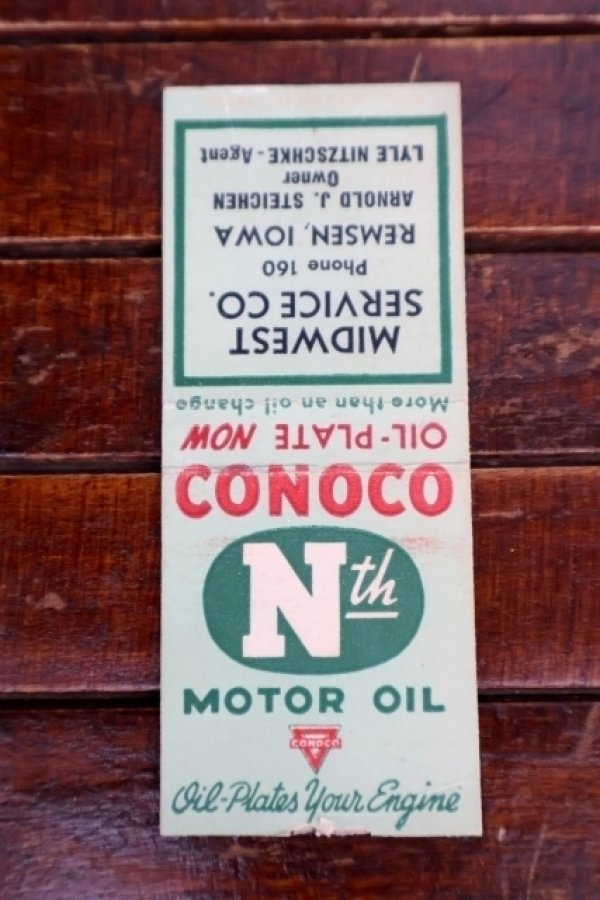 MIDWEST
SERVICE CO.
Phone 160
REMSEN, IOWA
ARNOLD J. STEICHEN
Owner
LYLE NITZSCHKE - Agent
OIL-PLATE NOW
More than an oil change
CONOCO
Nth
MOTOR OIL
CONOCO
Oil-Plates Your Engine